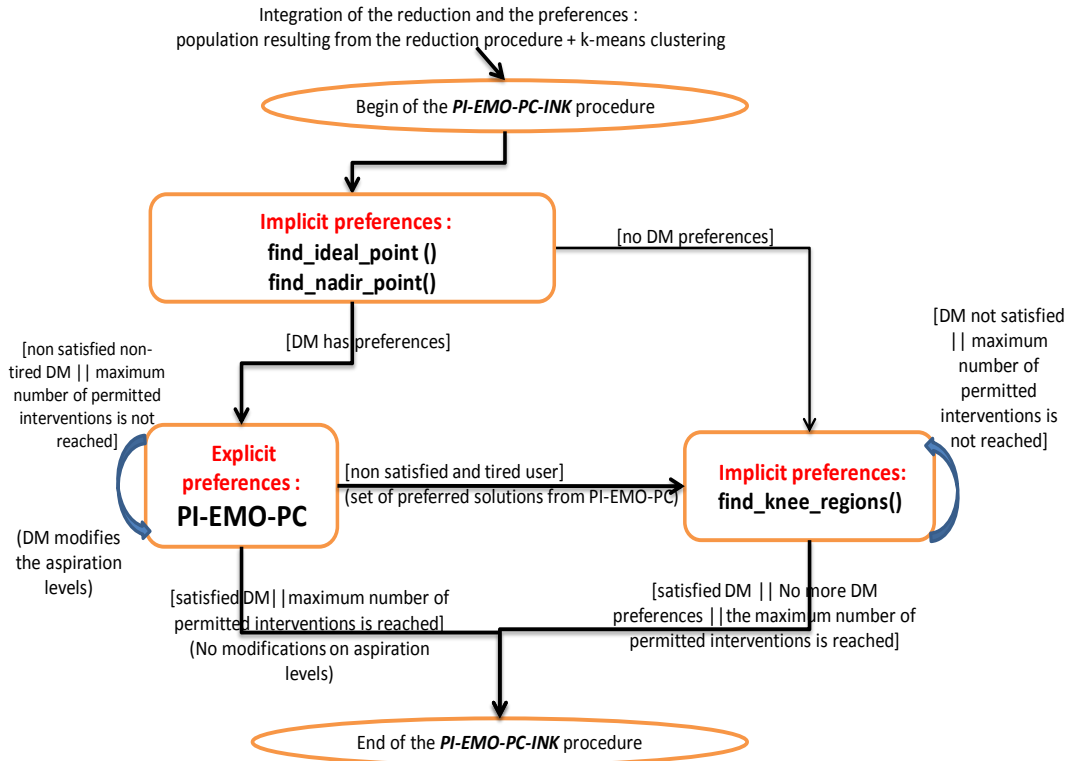 Integration of the reduction and the preferences :
population resulting from the reduction procedure + k-means clustering
Begin of the PI-EMO-PC-INK procedure
Implicit preferences :
find_ideal_point ()
find_nadir_point()
[no DM preferences]
[DM has preferences]
[non satisfied non-
tired DM || maximum
number of permitted
interventions is not
reached]
[DM not satisfied
|| maximum
number of
permitted
interventions is
not reached]
Explicit
preferences :
PI-EMO-PC
[non satisfied and tired user]
(set of preferred solutions from PI-EMO-PC)
Implicit preferences:
find_knee_regions()
(DM modifies
the aspiration
levels)
[satisfied DM||maximum number of
permitted interventions is reached]
(No modifications on aspiration
levels)
[satisfied DM || No more DM
preferences ||the maximum number of
permitted interventions is reached]
End of the PI-EMO-PC-INK procedure